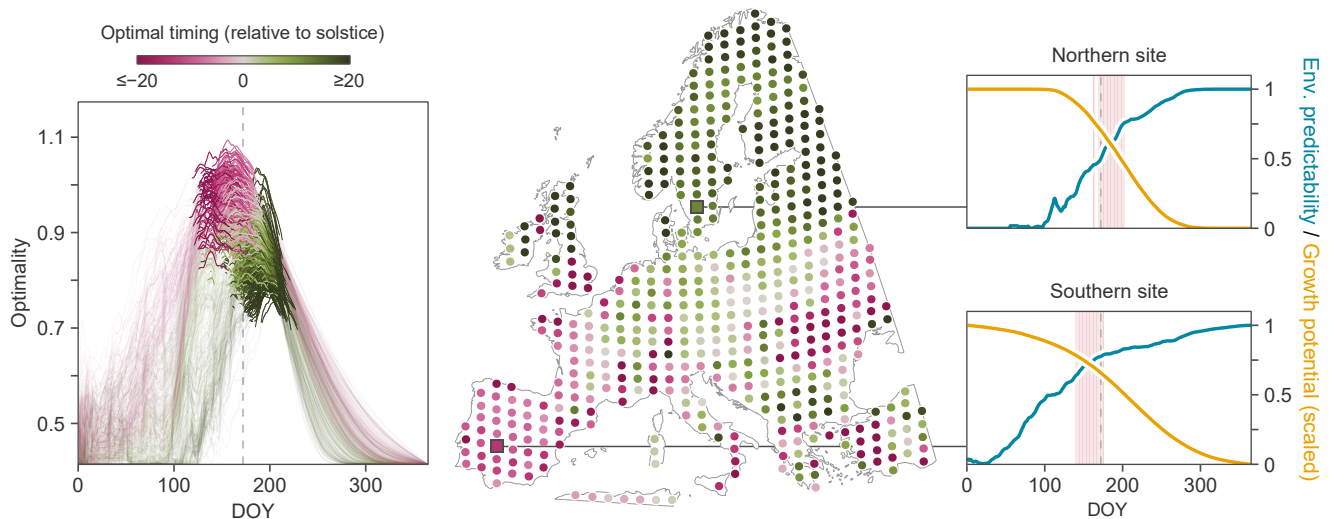 Optimal timing (relative to solstice)
≤−20 0 ≥20
Optimality
1.1
0.9
0.7
0.5
0 100 200 300
DOY
Northern site
1
0.5
0
Southern site
1
0.5
0
0 100 200 300
DOY
Env. predictability / Growth potential (scaled)